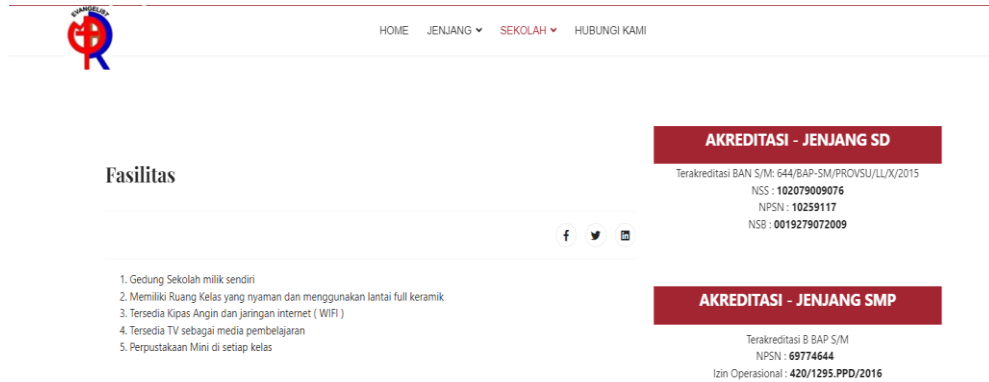 EVANGELIST
HOME JENJANG SEKOLAH HUBUNGI KAMI
Fasilitas
1. Gedung Sekolah milik sendiri
2. Memiliki Ruang Kelas yang nyaman dan menggunakan lantai full keramik
3. Tersedia Kipas Angin dan jaringan internet ( WIFI )
4. Tersedia TV sebagai media pembelajaran
5. Perpustakaan Mini di setiap kelas
AKREDITASI - JENJANG SD
Terakreditasi BAN S/M: 644/BAP-SM/PROVSU/LL/X/2015
NSS : 102079009076
NPSN : 10259117
NSB : 0019279072009
AKREDITASI - JENJANG SMP
Terakreditasi B BAP S/M
NPSN : 69774644
Izin Operasional : 420/1295.PPD/2016